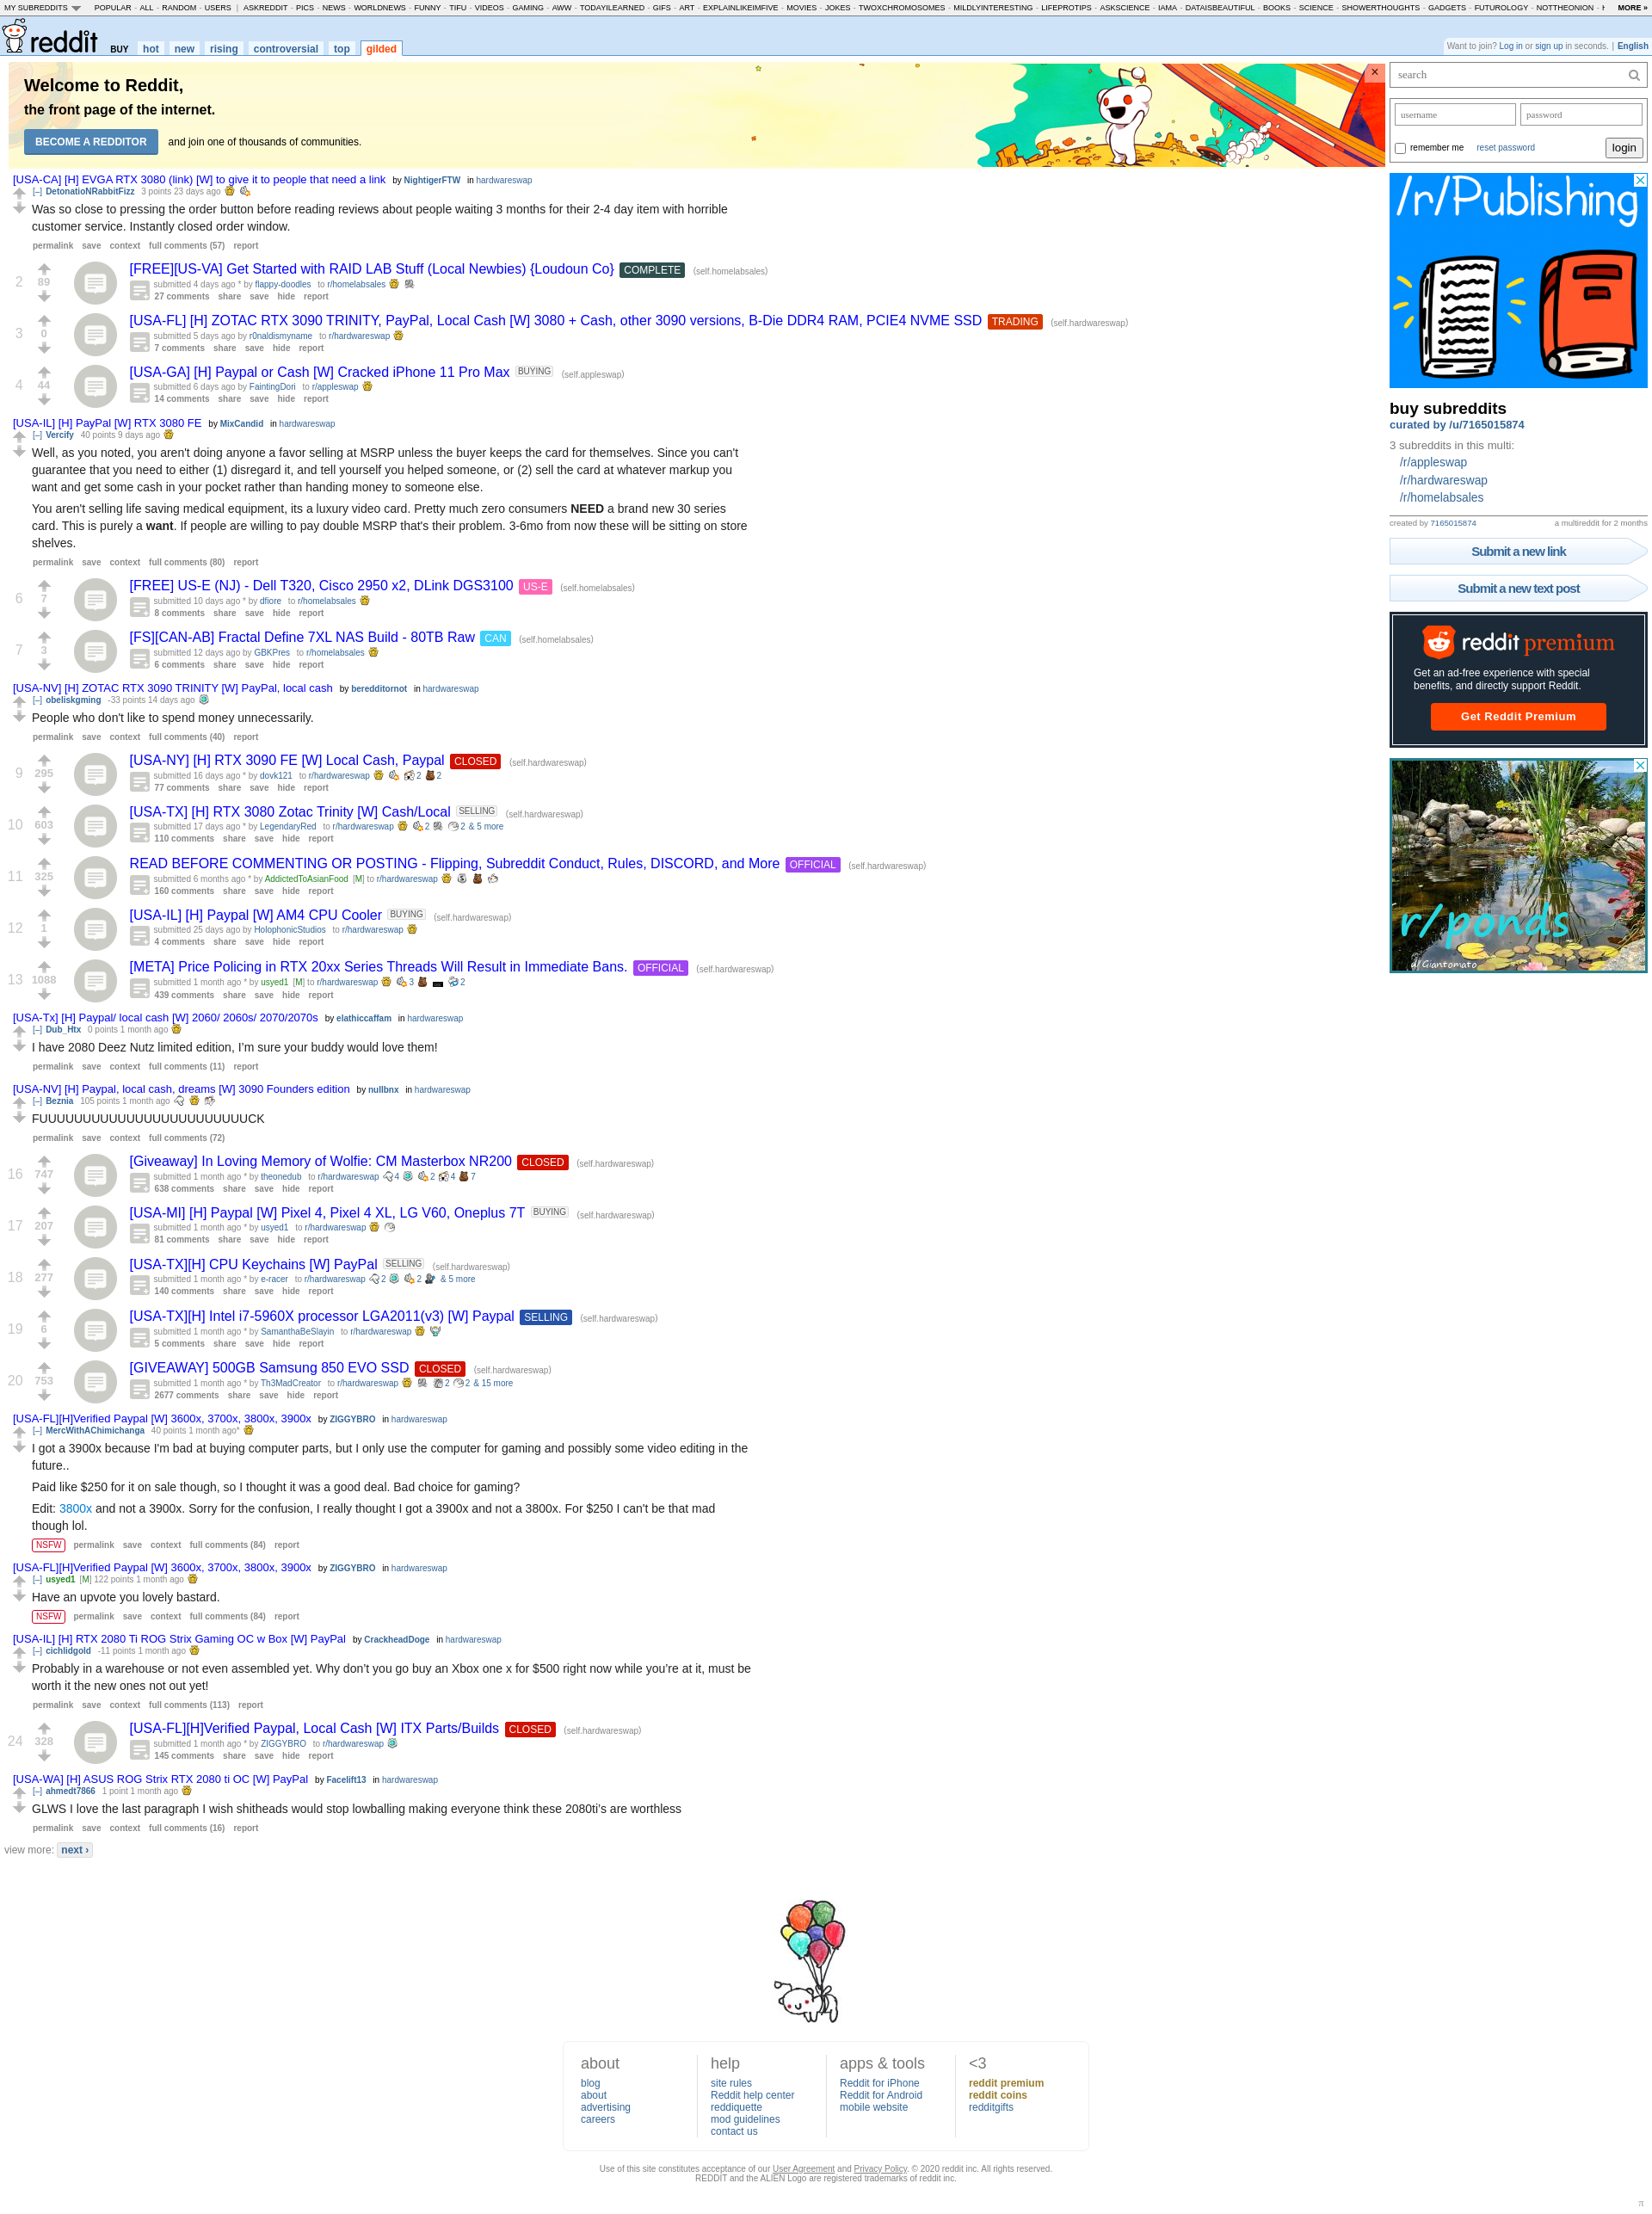 MY SUBREDDITS POPULAR - ALL - RANDOM - USERS | ASKREDDIT - PICS - NEWS - WORLDNEWS - FUNNY - TIFU - VIDEOS - GAMING - AWW - TODAYILEARNED - GIFS - ART - EXPLAINLIKEIMFIVE - MOVIES - JOKES - TWOXCHROMOSOMES - MILDLYINTERESTING - LIFEPROTIPS - ASKSCIENCE - IAMA - DATAISBEAUTIFUL - BOOKS - SCIENCE - SHOWERTHOUGHTS - GADGETS - FUTUROLOGY - NOTTHEONION - MORE »
reddit BUY hot new rising controversial top gilded
Want to join? Log in or sign up in seconds. | English
Welcome to Reddit,
the front page of the internet.
BECOME A REDDITOR and join one of thousands of communities.
×
[USA-CA] [H] EVGA RTX 3080 (link) [W] to give it to people that need a link by NightigerFTW in hardwareswap
[–] DetonatioNRabbitFizz 3 points 23 days ago
Was so close to pressing the order button before reading reviews about people waiting 3 months for their 2-4 day item with horrible
customer service. Instantly closed order window.
permalink save context full comments (57) report
2 89 [FREE][US-VA] Get Started with RAID LAB Stuff (Local Newbies) {Loudoun Co} COMPLETE (self.homelabsales)
submitted 4 days ago * by flappy-doodles to r/homelabsales
27 comments share save hide report
3 0 [USA-FL] [H] ZOTAC RTX 3090 TRINITY, PayPal, Local Cash [W] 3080 + Cash, other 3090 versions, B-Die DDR4 RAM, PCIE4 NVME SSD TRADING (self.hardwareswap)
submitted 5 days ago by r0naldismyname to r/hardwareswap
7 comments share save hide report
4 44 [USA-GA] [H] Paypal or Cash [W] Cracked iPhone 11 Pro Max BUYING (self.appleswap)
submitted 6 days ago by FaintingDori to r/appleswap
14 comments share save hide report
[USA-IL] [H] PayPal [W] RTX 3080 FE by MixCandid in hardwareswap
[–] Vercify 40 points 9 days ago
Well, as you noted, you aren't doing anyone a favor selling at MSRP unless the buyer keeps the card for themselves. Since you can't
guarantee that you need to either (1) disregard it, and tell yourself you helped someone, or (2) sell the card at whatever markup you
want and get some cash in your pocket rather than handing money to someone else.
You aren't selling life saving medical equipment, its a luxury video card. Pretty much zero consumers NEED a brand new 30 series
card. This is purely a want. If people are willing to pay double MSRP that's their problem. 3-6mo from now these will be sitting on store
shelves.
permalink save context full comments (80) report
6 7 [FREE] US-E (NJ) - Dell T320, Cisco 2950 x2, DLink DGS3100 US-E (self.homelabsales)
submitted 10 days ago * by dfiore to r/homelabsales
8 comments share save hide report
7 3 [FS][CAN-AB] Fractal Define 7XL NAS Build - 80TB Raw CAN (self.homelabsales)
submitted 12 days ago by GBKPres to r/homelabsales
6 comments share save hide report
[USA-NV] [H] ZOTAC RTX 3090 TRINITY [W] PayPal, local cash by beredditornot in hardwareswap
[–] obeliskgming -33 points 14 days ago
People who don't like to spend money unnecessarily.
permalink save context full comments (40) report
9 295 [USA-NY] [H] RTX 3090 FE [W] Local Cash, Paypal CLOSED (self.hardwareswap)
submitted 16 days ago * by dovk121 to r/hardwareswap 2 2
77 comments share save hide report
10 603 [USA-TX] [H] RTX 3080 Zotac Trinity [W] Cash/Local SELLING (self.hardwareswap)
submitted 17 days ago * by LegendaryRed to r/hardwareswap 2 2 & 5 more
110 comments share save hide report
11 325 READ BEFORE COMMENTING OR POSTING - Flipping, Subreddit Conduct, Rules, DISCORD, and More OFFICIAL (self.hardwareswap)
submitted 6 months ago * by AddictedToAsianFood [M] to r/hardwareswap
160 comments share save hide report
12 1 [USA-IL] [H] Paypal [W] AM4 CPU Cooler BUYING (self.hardwareswap)
submitted 25 days ago by HolophonicStudios to r/hardwareswap
4 comments share save hide report
13 1088 [META] Price Policing in RTX 20xx Series Threads Will Result in Immediate Bans. OFFICIAL (self.hardwareswap)
submitted 1 month ago * by usyed1 [M] to r/hardwareswap 3 2
439 comments share save hide report
[USA-Tx] [H] Paypal/ local cash [W] 2060/ 2060s/ 2070/2070s by elathiccaffam in hardwareswap
[–] Dub_Htx 0 points 1 month ago
I have 2080 Deez Nutz limited edition, I'm sure your buddy would love them!
permalink save context full comments (11) report
[USA-NV] [H] Paypal, local cash, dreams [W] 3090 Founders edition by nullbnx in hardwareswap
[–] Beznia 105 points 1 month ago
FUUUUUUUUUUUUUUUUUUUUUUUUCK
permalink save context full comments (72)
16 747 [Giveaway] In Loving Memory of Wolfie: CM Masterbox NR200 CLOSED (self.hardwareswap)
submitted 1 month ago * by theonedub to r/hardwareswap 4 2 4 7
638 comments share save hide report
17 207 [USA-MI] [H] Paypal [W] Pixel 4, Pixel 4 XL, LG V60, Oneplus 7T BUYING (self.hardwareswap)
submitted 1 month ago * by usyed1 to r/hardwareswap
81 comments share save hide report
18 277 [USA-TX][H] CPU Keychains [W] PayPal SELLING (self.hardwareswap)
submitted 1 month ago * by e-racer to r/hardwareswap 2 2 & 5 more
140 comments share save hide report
19 6 [USA-TX][H] Intel i7-5960X processor LGA2011(v3) [W] Paypal SELLING (self.hardwareswap)
submitted 1 month ago * by SamanthaBeSlayin to r/hardwareswap
5 comments share save hide report
20 753 [GIVEAWAY] 500GB Samsung 850 EVO SSD CLOSED (self.hardwareswap)
submitted 1 month ago * by Th3MadCreator to r/hardwareswap 2 2 & 15 more
2677 comments share save hide report
[USA-FL][H]Verified Paypal [W] 3600x, 3700x, 3800x, 3900x by ZIGGYBRO in hardwareswap
[–] MercWithAChimichanga 40 points 1 month ago*
I got a 3900x because I'm bad at buying computer parts, but I only use the computer for gaming and possibly some video editing in the
future..
Paid like $250 for it on sale though, so I thought it was a good deal. Bad choice for gaming?
Edit: 3800x and not a 3900x. Sorry for the confusion, I really thought I got a 3900x and not a 3800x. For $250 I can't be that mad
though lol.
NSFW permalink save context full comments (84) report
[USA-FL][H]Verified Paypal [W] 3600x, 3700x, 3800x, 3900x by ZIGGYBRO in hardwareswap
[–] usyed1 [M] 122 points 1 month ago
Have an upvote you lovely bastard.
NSFW permalink save context full comments (84) report
[USA-IL] [H] RTX 2080 Ti ROG Strix Gaming OC w Box [W] PayPal by CrackheadDoge in hardwareswap
[–] cichlidgold -11 points 1 month ago
Probably in a warehouse or not even assembled yet. Why don't you go buy an Xbox one x for $500 right now while you're at it, must be
worth it the new ones not out yet!
permalink save context full comments (113) report
24 328 [USA-FL][H]Verified Paypal, Local Cash [W] ITX Parts/Builds CLOSED (self.hardwareswap)
submitted 1 month ago * by ZIGGYBRO to r/hardwareswap
145 comments share save hide report
[USA-WA] [H] ASUS ROG Strix RTX 2080 ti OC [W] PayPal by Facelift13 in hardwareswap
[–] ahmedt7866 1 point 1 month ago
GLWS I love the last paragraph I wish shitheads would stop lowballing making everyone think these 2080ti's are worthless
permalink save context full comments (16) report
view more: next ›
search
username password
remember me reset password login
/r/Publishing
buy subreddits
curated by /u/7165015874
3 subreddits in this multi:
/r/appleswap
/r/hardwareswap
/r/homelabsales
created by 7165015874 a multireddit for 2 months
Submit a new link
Submit a new text post
reddit premium
Get an ad-free experience with special
benefits, and directly support Reddit.
Get Reddit Premium
r/ponds
u/Giantomato
about
blog
about
advertising
careers
help
site rules
Reddit help center
reddiquette
mod guidelines
contact us
apps & tools
Reddit for iPhone
Reddit for Android
mobile website
<3
reddit premium
reddit coins
redditgifts
Use of this site constitutes acceptance of our User Agreement and Privacy Policy. © 2020 reddit inc. All rights reserved.
REDDIT and the ALIEN Logo are registered trademarks of reddit inc.
π